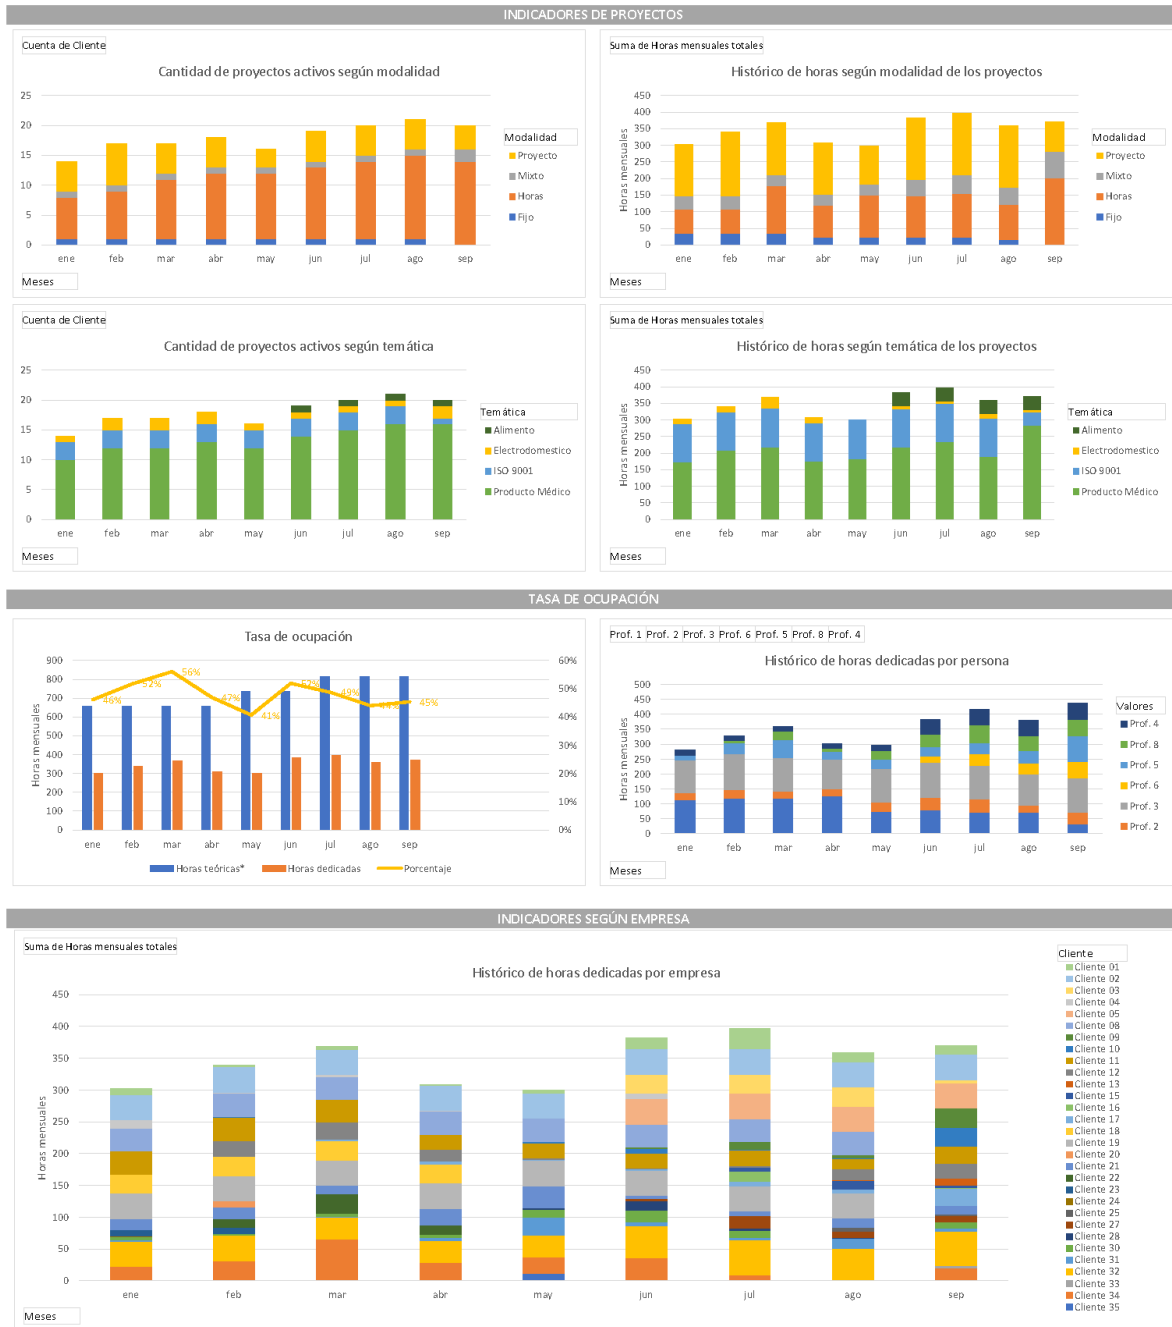 INDICADORES DE PROYECTOS
Cuenta de Cliente
Cantidad de proyectos activos según modalidad
25
20
15
10
5
0
ene feb mar abr may jun jul ago sep
Modalidad
Proyecto
Mixto
Horas
Fijo
Meses
Suma de Horas mensuales totales
Histórico de horas según modalidad de los proyectos
Horas mensuales
450
400
350
300
250
200
150
100
50
0
ene feb mar abr may jun jul ago sep
Modalidad
Proyecto
Mixto
Horas
Fijo
Meses
Cuenta de Cliente
Cantidad de proyectos activos según temática
25
20
15
10
5
0
ene feb mar abr may jun jul ago sep
Temática
Alimento
Electrodomestico
ISO 9001
Producto Médico
Meses
Suma de Horas mensuales totales
Histórico de horas según temática de los proyectos
Horas mensuales
450
400
350
300
250
200
150
100
50
0
ene feb mar abr may jun jul ago sep
Temática
Alimento
Electrodomestico
ISO 9001
Producto Médico
Meses
TASA DE OCUPACIÓN
Tasa de ocupación
Horas mensuales
900
800
700
600
500
400
300
200
100
0
46% 52% 56% 47% 41% 52% 49% 44% 45%
60%
50%
40%
30%
20%
10%
0%
ene feb mar abr may jun jul ago sep
Horas teóricas* Horas dedicadas Porcentaje
Prof. 1 Prof. 2 Prof. 3 Prof. 6 Prof. 5 Prof. 8 Prof. 4
Histórico de horas dedicadas por persona
Horas mensuales
500
450
400
350
300
250
200
150
100
50
0
ene feb mar abr may jun jul ago sep
Valores
Prof. 4
Prof. 8
Prof. 5
Prof. 6
Prof. 3
Prof. 2
Meses
INDICADORES SEGÚN EMPRESA
Suma de Horas mensuales totales
Histórico de horas dedicadas por empresa
Horas mensuales
450
400
350
300
250
200
150
100
50
0
ene feb mar abr may jun jul ago sep
Cliente
Cliente 01
Cliente 02
Cliente 03
Cliente 04
Cliente 05
Cliente 08
Cliente 09
Cliente 10
Cliente 11
Cliente 12
Cliente 13
Cliente 15
Cliente 16
Cliente 17
Cliente 18
Cliente 19
Cliente 20
Cliente 21
Cliente 22
Cliente 23
Cliente 24
Cliente 25
Cliente 27
Cliente 28
Cliente 30
Cliente 31
Cliente 32
Cliente 33
Cliente 34
Cliente 35
Meses